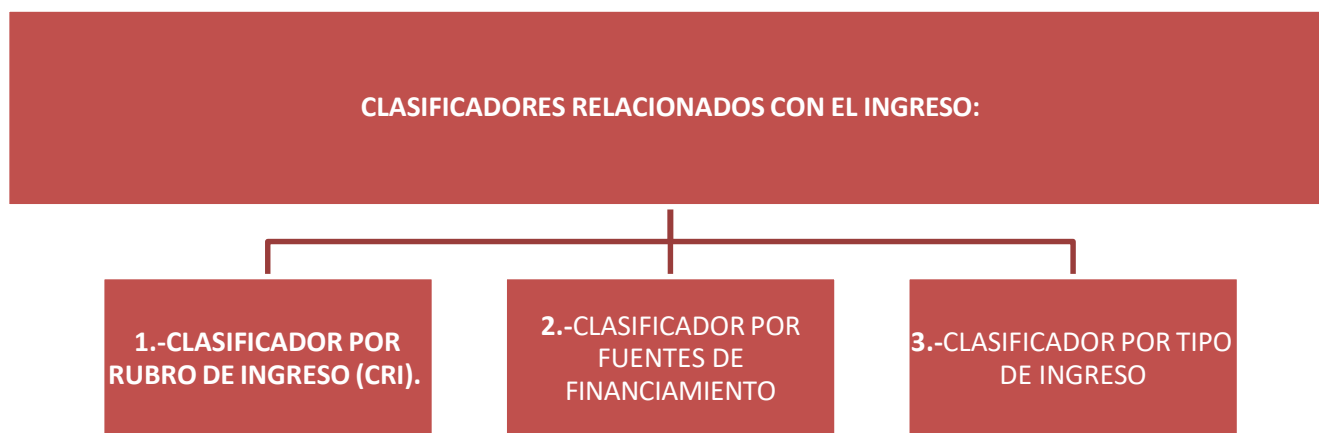 CLASIFICADORES RELACIONADOS CON EL INGRESO:
1.-CLASIFICADOR POR
RUBRO DE INGRESO (CRI).
2.-CLASIFICADOR POR
FUENTES DE
FINANCIAMIENTO
3.-CLASIFICADOR POR TIPO
DE INGRESO